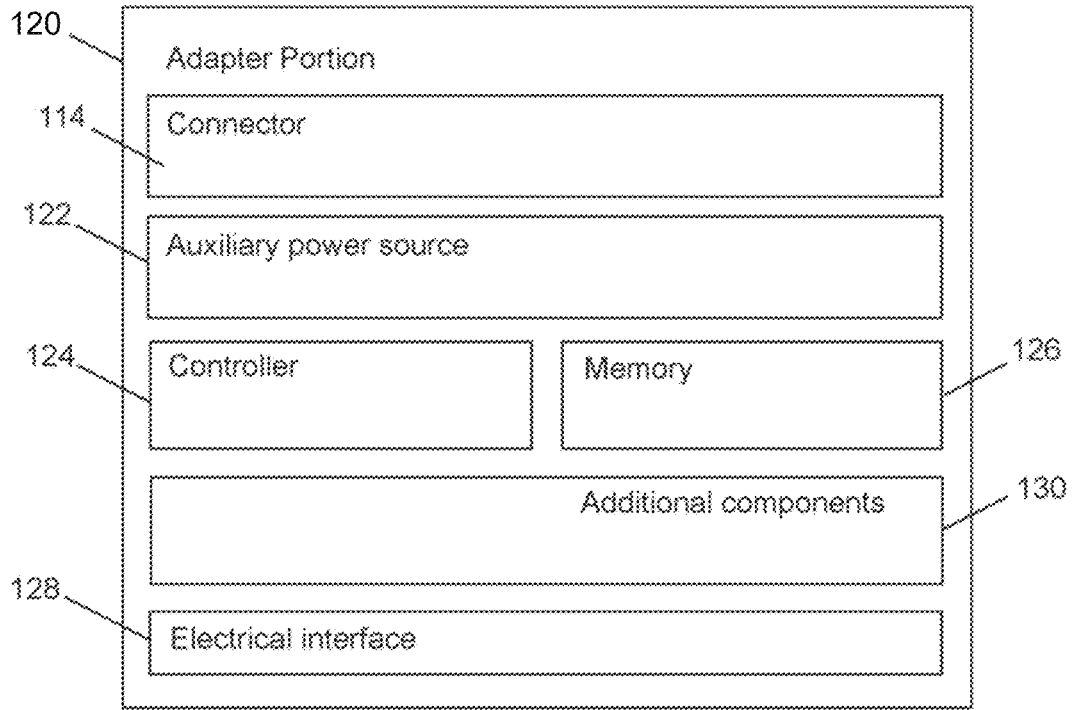 120
Adapter Portion
114
Connector
122
Auxiliary power source
124
Controller
Memory
126
Additional components
130
128
Electrical interface